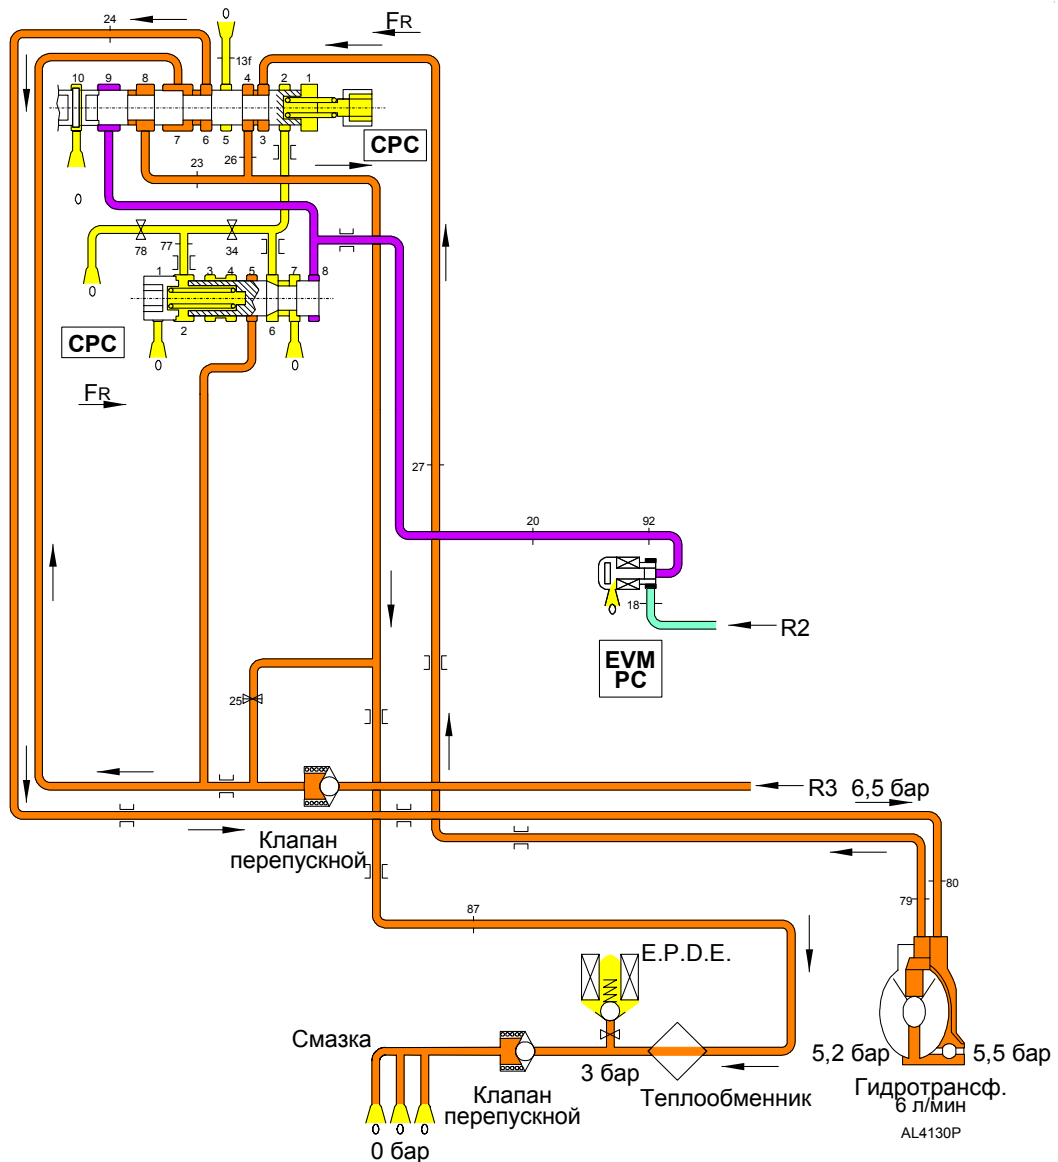 24
0
FR
13f
10
9
8
4
2
1
7
6
5
3
CPC
23
26
0
78
77
34
0
1
3
4
5
7
8
2
6
CPC
0
0
FR
27
20
92
0
18
R2
EVM
PC
25
R3
6,5 бар
Клапан
перепускной
80
79
87
E.P.D.E.
Смазка
5,2 бар
5,5 бар
3 бар
Клапан
перепускной
Теплообменник
Гидротрансф.
6 л/мин
AL4130P
0
0
0
0 бар